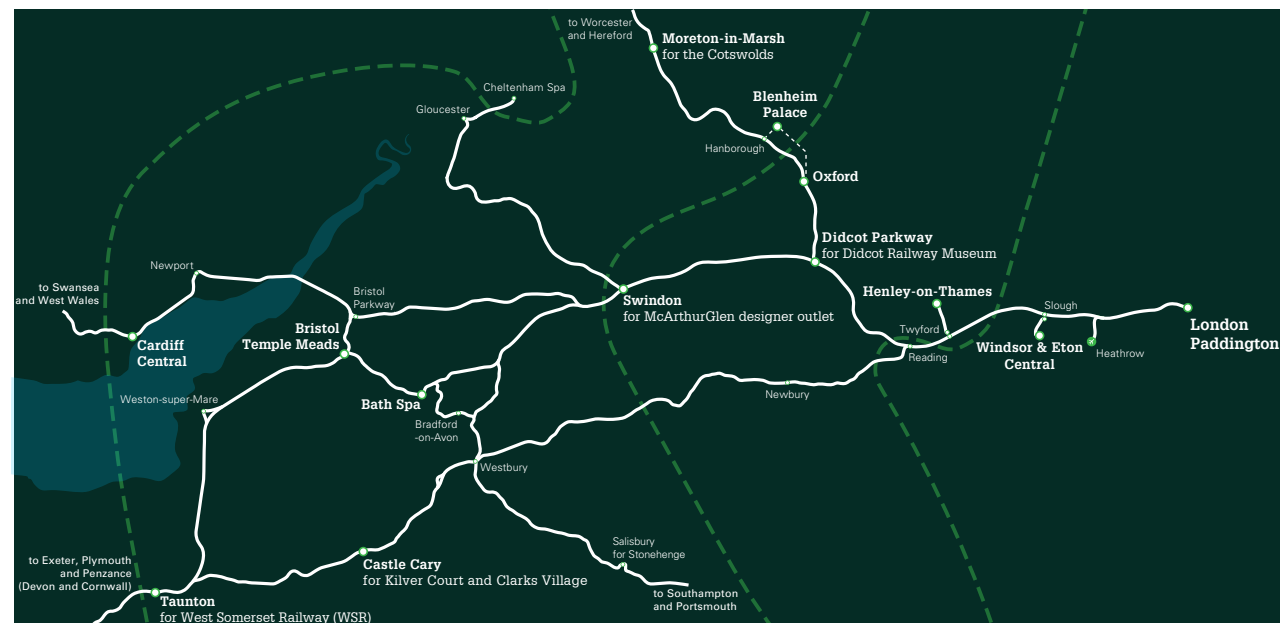 to Worcester
and Hereford
Moreton-in-Marsh
for the Cotswolds
Cheltenham Spa
Gloucester
Blenheim
Palace
Hanborough
Oxford
Didcot Parkway
for Didcot Railway Museum
Newport
to Swansea
and West Wales
Bristol
Parkway
Swindon
for McArthurGlen designer outlet
Henley-on-Thames
Slough
Twyford
Reading
Windsor & Eton
Central
Heathrow
London
Paddington
Cardiff
Central
Bristol
Temple Meads
Weston-super-Mare
Bath Spa
Bradford
-on-Avon
Newbury
Westbury
Salisbury
for Stonehenge
to Exeter, Plymouth
and Penzance
(Devon and Cornwall)
Castle Cary
for Kilver Court and Clarks Village
to Southampton
and Portsmouth
Taunton
for West Somerset Railway (WSR)